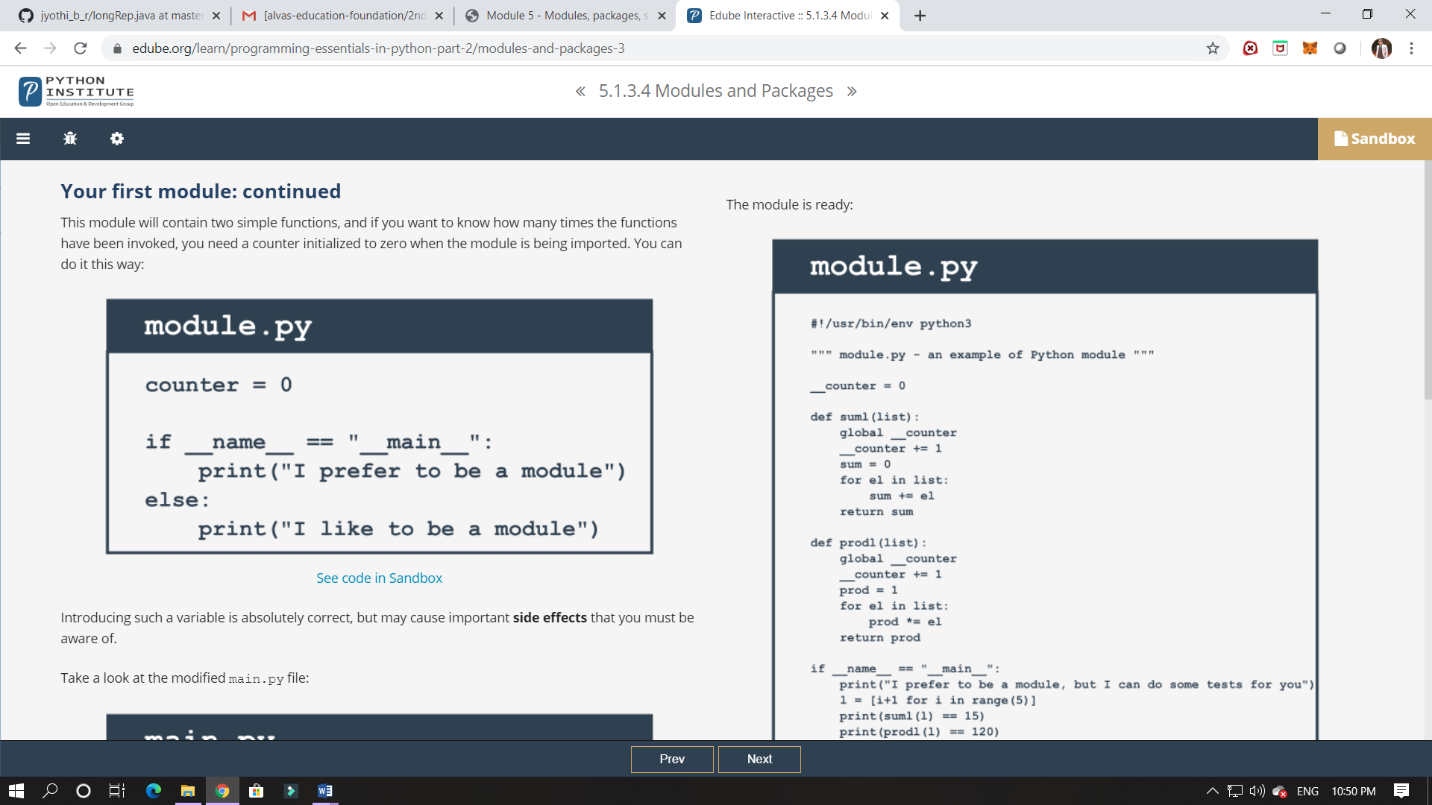 jyothi_b_r/longRep.java at master
[alvas-education-foundation/2nd
Module 5 - Modules, packages, s
Edube Interactive :: 5.1.3.4 Modul
edube.org/learn/programming-essentials-in-python-part-2/modules-and-packages-3
PYTHON
INSTITUTE
Open Education & Development Group
« 5.1.3.4 Modules and Packages »
Sandbox
Your first module: continued
This module will contain two simple functions, and if you want to know how many times the functions
have been invoked, you need a counter initialized to zero when the module is being imported. You can
do it this way:
module.py
counter = 0
if __name__ == "__main__":
print("I prefer to be a module")
else:
print("I like to be a module")
See code in Sandbox
Introducing such a variable is absolutely correct, but may cause important side effects that you must be
aware of.
Take a look at the modified main.py file:
main.py
The module is ready:
module.py
#!/usr/bin/env python3
""" module.py - an example of Python module """
__counter = 0
def suml(list):
global __counter
__counter += 1
sum = 0
for el in list:
sum += el
return sum
def prodl(list):
global __counter
__counter += 1
prod = 1
for el in list:
prod *= el
return prod
if __name__ == "__main__":
print("I prefer to be a module, but I can do some tests for you")
l = [i+1 for i in range(5)]
print(suml(l) == 15)
print(prodl(l) == 120)
Prev
Next
ENG
10:50 PM